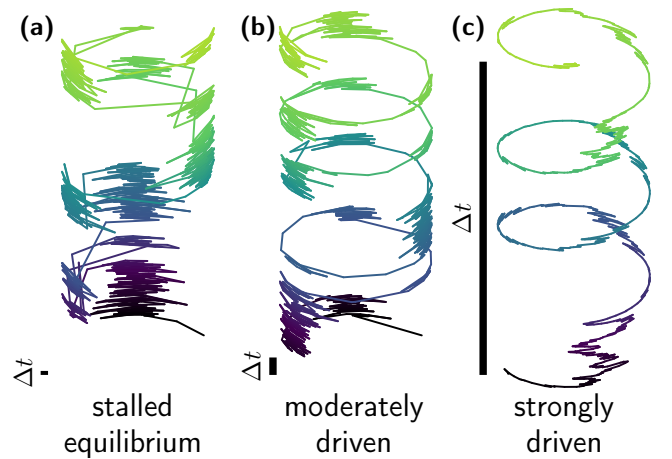 (a)
(b)
(c)
Δt
Δt
Δt
stalled
equilibrium
moderately
driven
strongly
driven